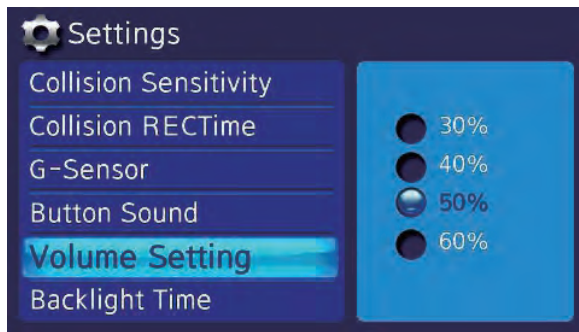 Settings
Collision Sensitivity
Collision RECTime
G-Sensor
Button Sound
Volume Setting
Backlight Time
30%
40%
50%
60%